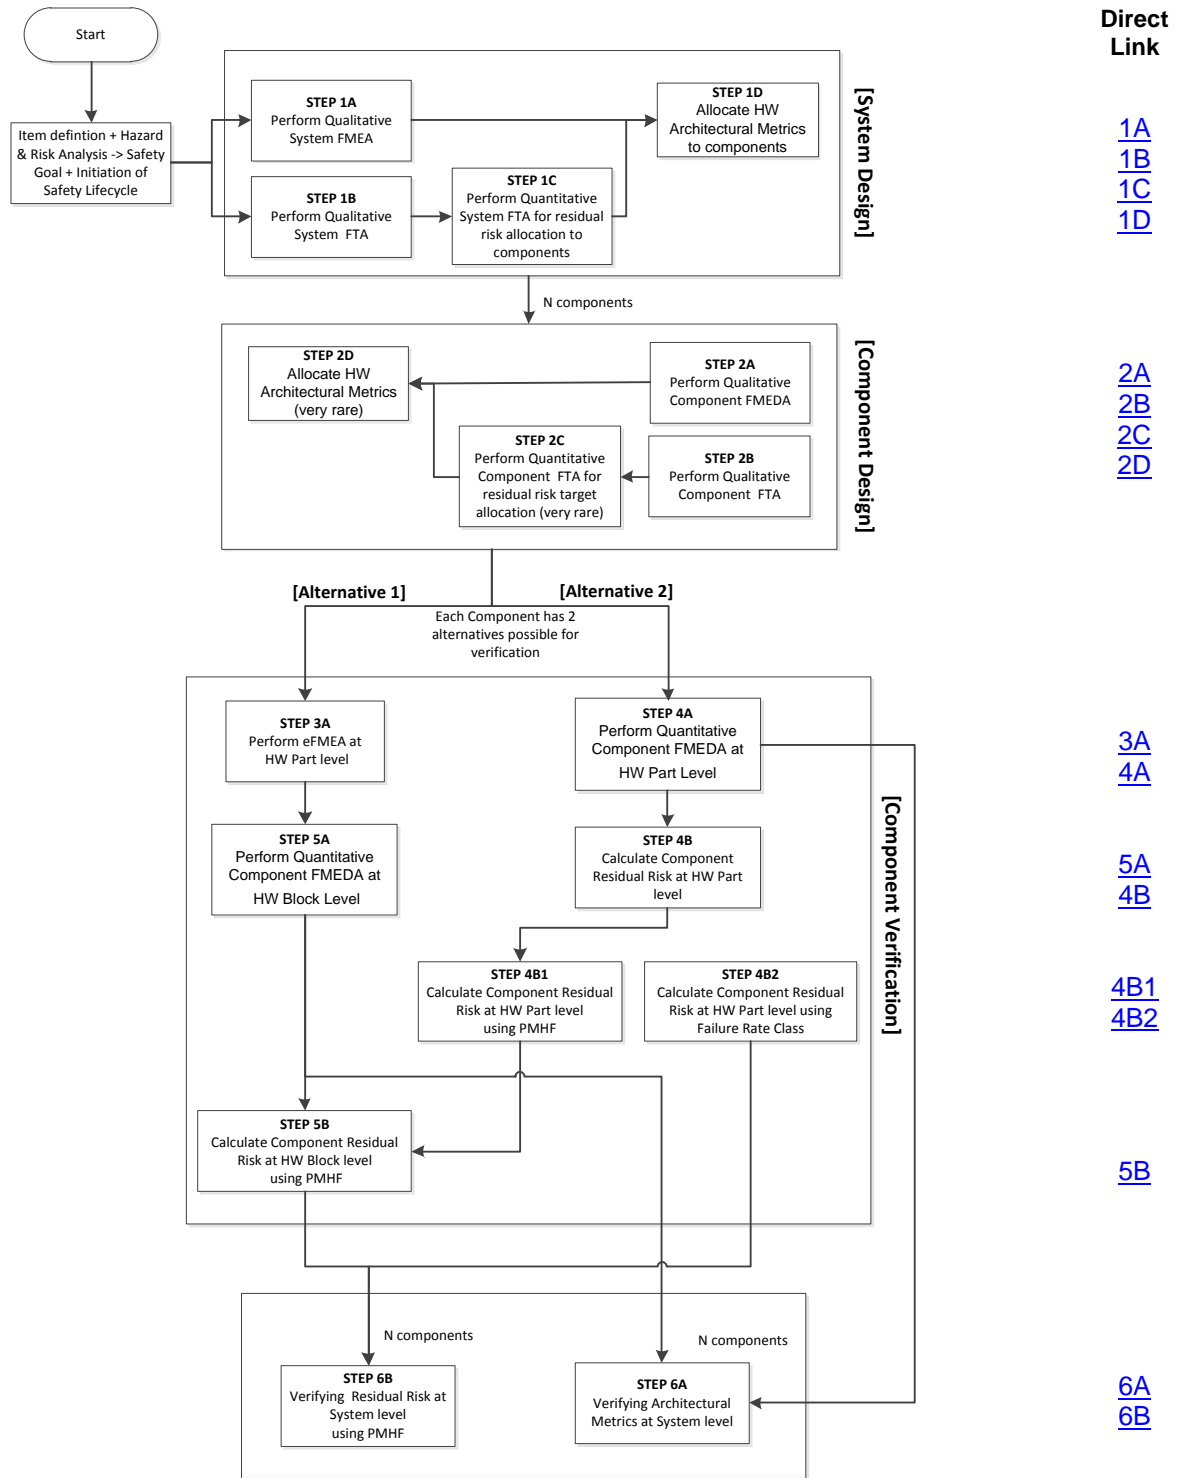 Start
Direct
Link
Item defintion + Hazard
& Risk Analysis -> Safety
Goal + Initiation of
Safety Lifecycle
STEP 1A
Perform Qualitative
System FMEA
STEP 1B
Perform Qualitative
System  FTA
STEP 1C
Perform Quantitative
System FTA for residual
risk allocation to
components
STEP 1D
Allocate HW
Architectural Metrics
to components
[System Design]
1A
1B
1C
1D
N components
STEP 2D
Allocate HW
Architectural Metrics
(very rare)
STEP 2A
Perform Qualitative
Component FMEDA
STEP 2C
Perform Quantitative
Component  FTA for
residual risk target
allocation (very rare)
STEP 2B
Perform Qualitative
Component  FTA
[Component Design]
2A
2B
2C
2D
[Alternative 1]
[Alternative 2]
Each Component has 2
alternatives possible for
verification
STEP 3A
Perform eFMEA at
HW Part level
STEP 4A
Perform Quantitative
Component FMEDA at
HW Part Level
3A
4A
STEP 5A
Perform Quantitative
Component FMEDA at
HW Block Level
STEP 4B
Calculate Component
Residual Risk at HW Part
level
[Component Verification]
5A
4B
STEP 4B1
Calculate Component Residual
Risk at HW Part level
using PMHF
STEP 4B2
Calculate Component Residual
Risk at HW Part level using
Failure Rate Class
4B1
4B2
STEP 5B
Calculate Component Residual
Risk at HW Block level
using PMHF
5B
N components
N components
STEP 6B
Verifying  Residual Risk at
System level
using PMHF
STEP 6A
Verifying Architectural
Metrics at System level
6A
6B